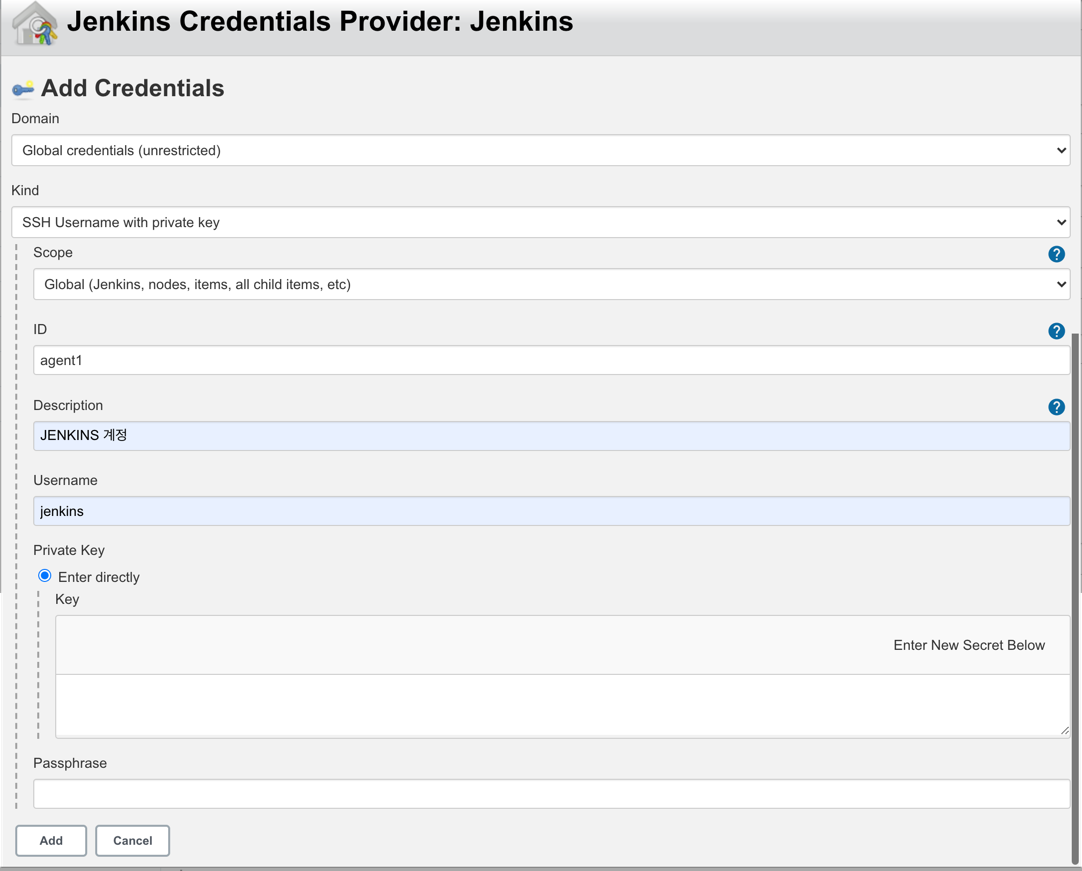 Jenkins Credentials Provider: Jenkins
Add Credentials
Domain
Global credentials (unrestricted)
Kind
SSH Username with private key
Scope
?
Global (Jenkins, nodes, items, all child items, etc)
ID
?
agent1
Description
?
JENKINS 계정
Username
jenkins
Private Key
Enter directly
Key
Enter New Secret Below
Passphrase
Add Cancel